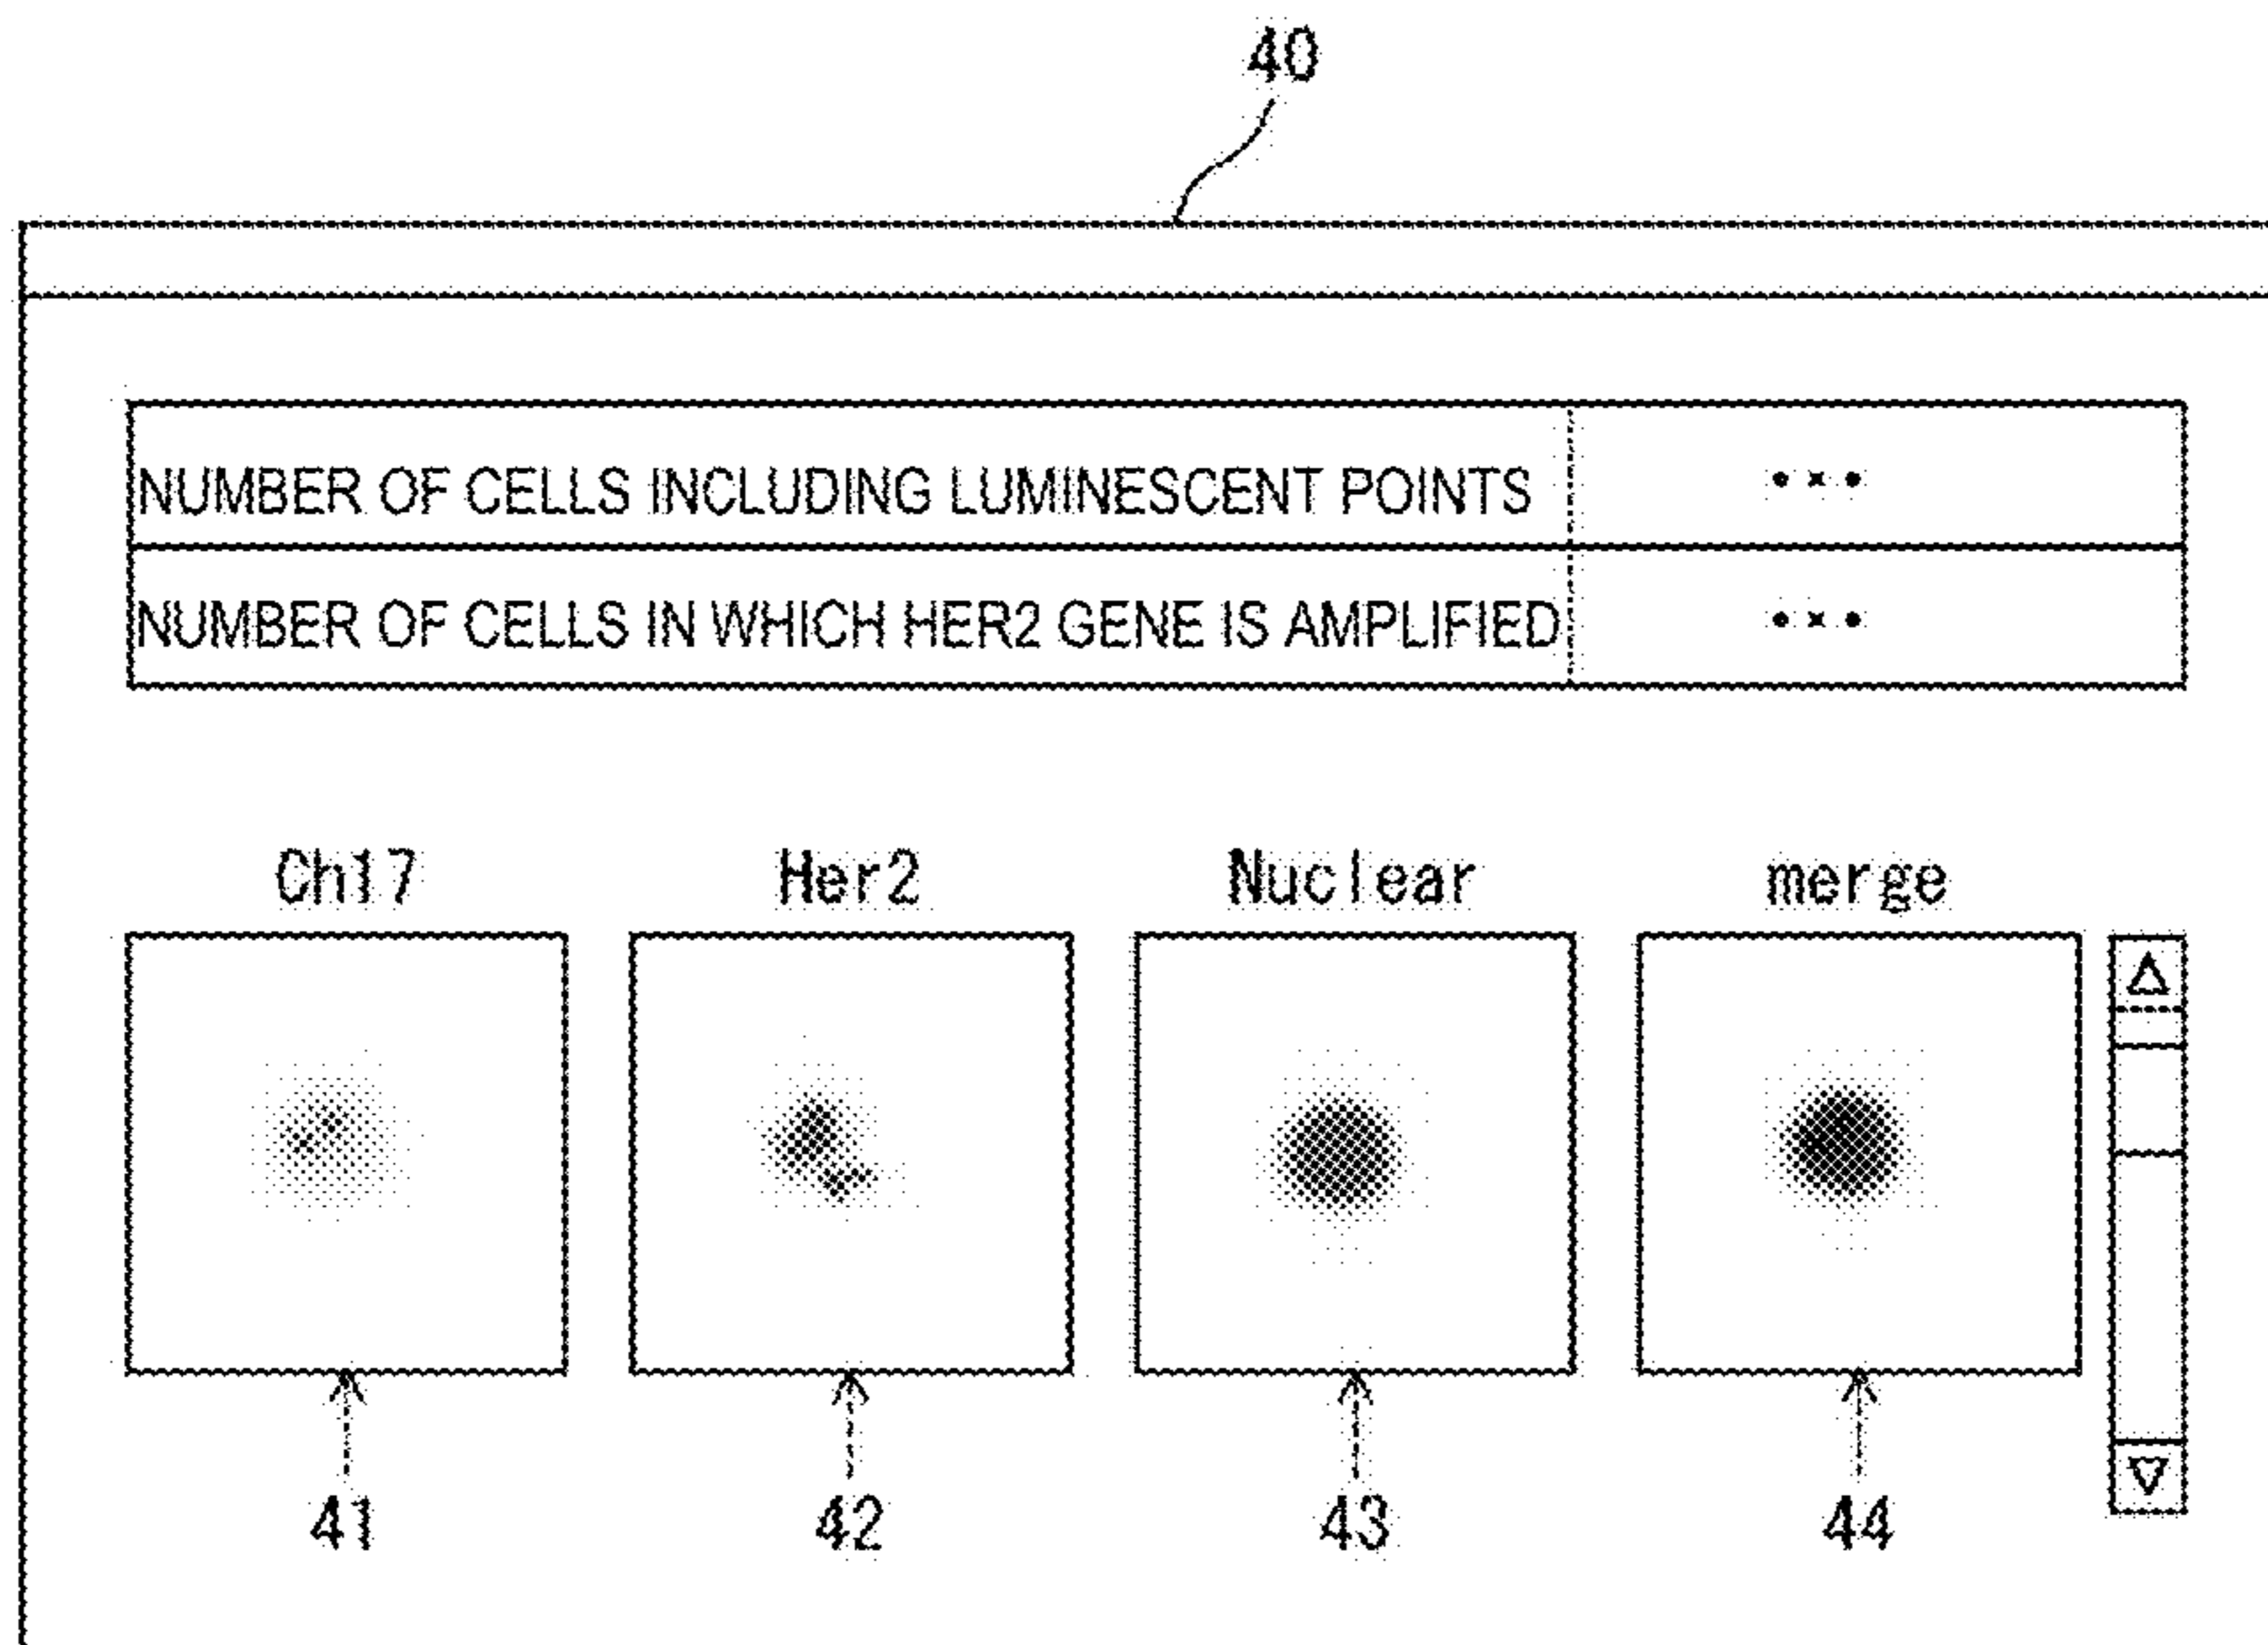 40
NUMBER OF CELLS INCLUDING LUMINESCENT POINTS •••
NUMBER OF CELLS IN WHICH HER2 GENE IS AMPLIFIED •••
Ch17 Her2 Nuclear merge
41 42 43 44